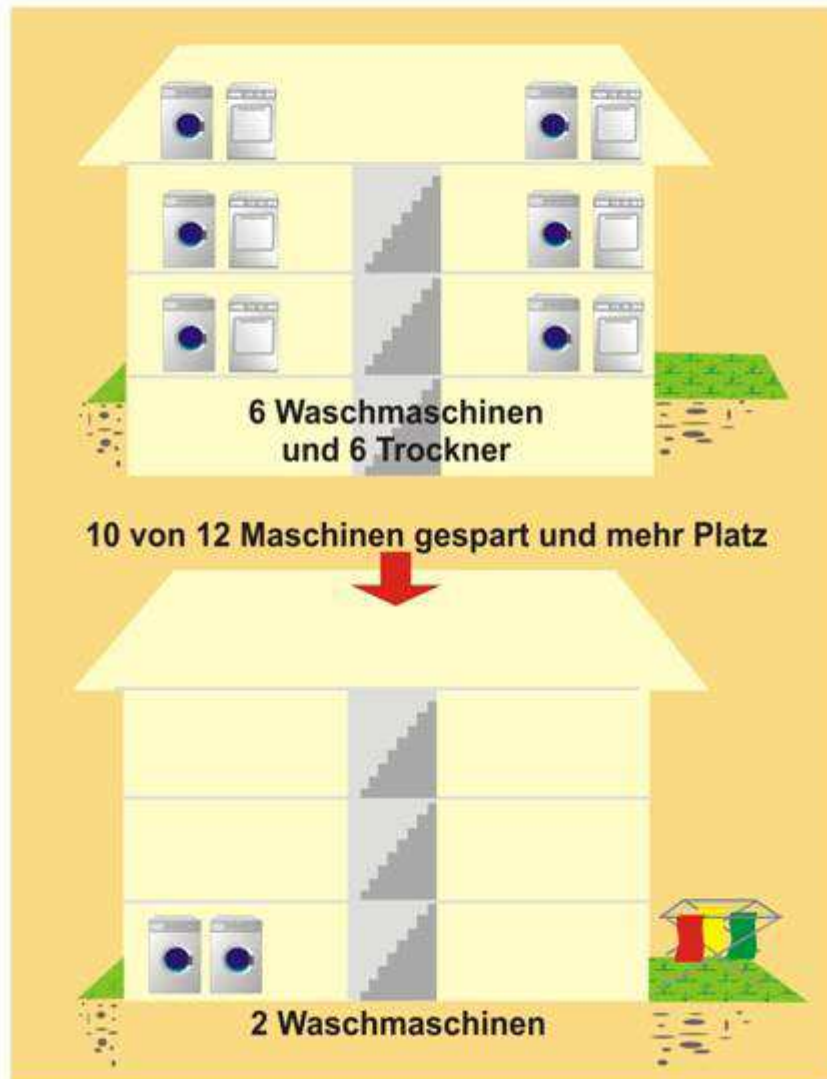 6 Waschmaschinen
und 6 Trockner
10 von 12 Maschinen gespart und mehr Platz
2 Waschmaschinen